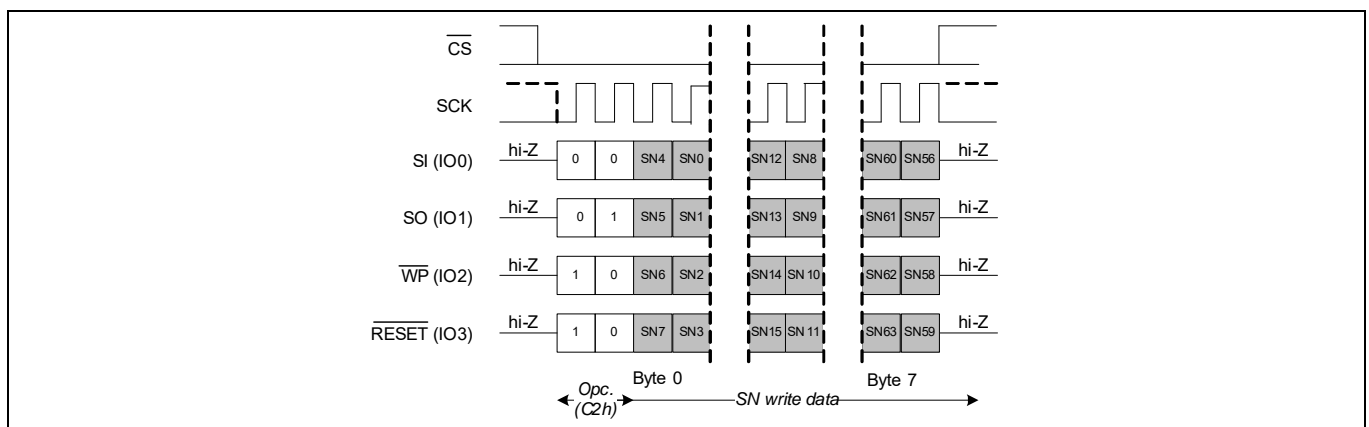 CS
SCK
SI (IO0) hi-Z 0 0 SN4 SN0 SN12 SN8 SN60 SN56 hi-Z
SO (IO1) hi-Z 0 1 SN5 SN1 SN13 SN9 SN61 SN57 hi-Z
WP (IO2) hi-Z 1 0 SN6 SN2 SN14 SN 10 SN62 SN58 hi-Z
RESET (IO3) hi-Z 1 0 SN7 SN3 SN15 SN 11 SN63 SN59 hi-Z
Byte 0 Byte 7
Opc.
(C2h)
SN write data